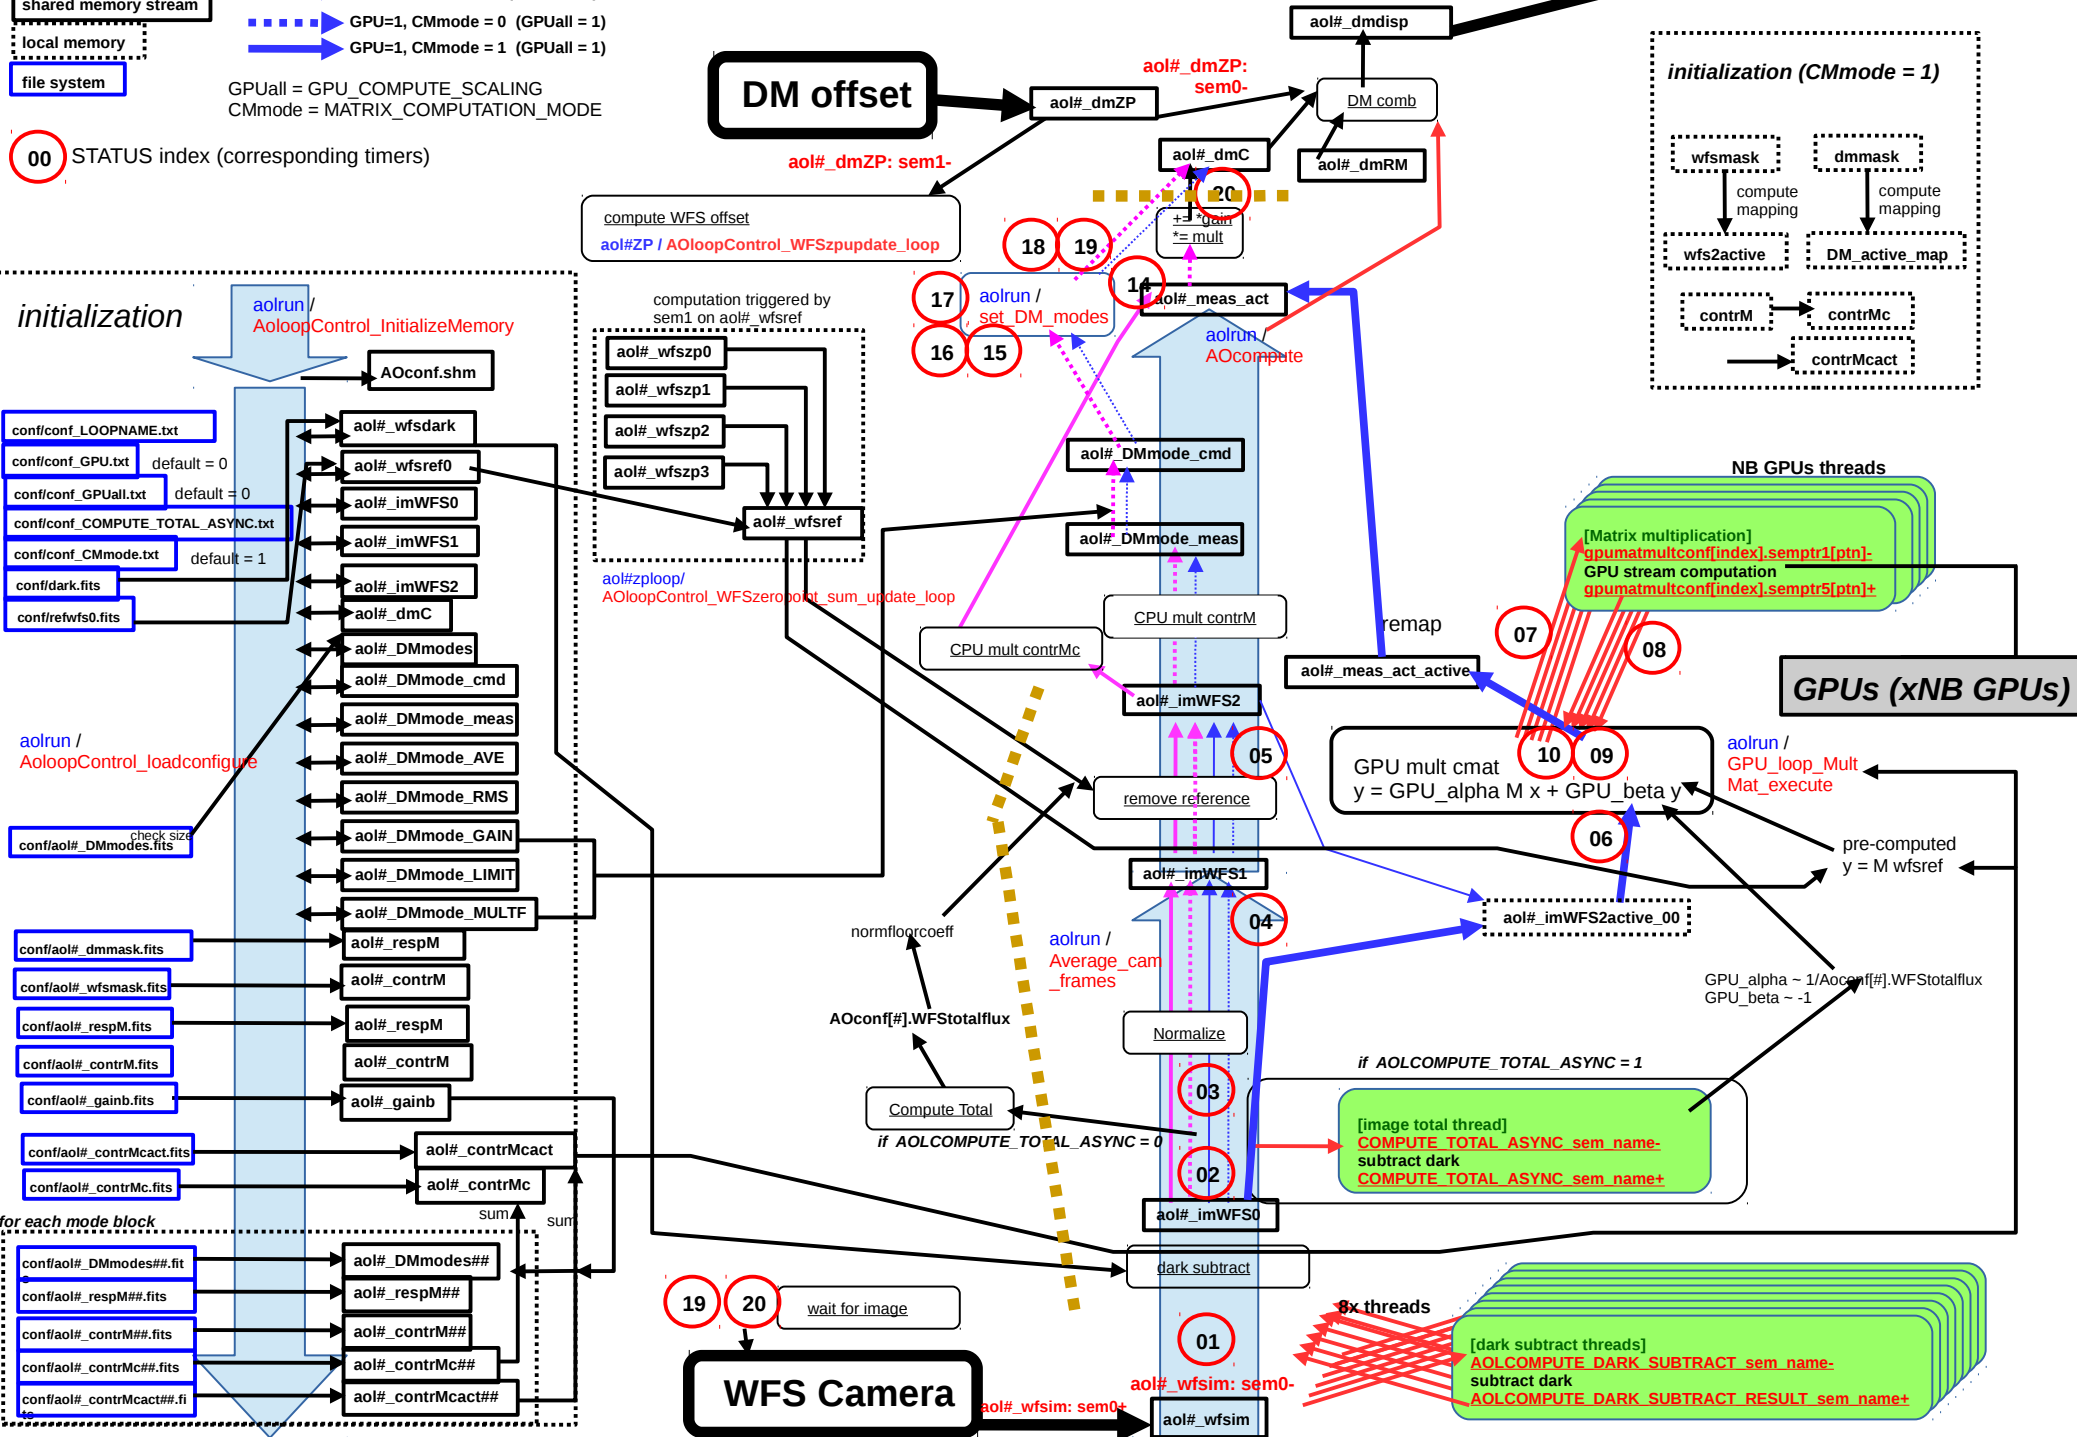 shared memory stream
local memory
file system
GPU=1, CMmode = 0  (GPUall = 1)
GPU=1, CMmode = 1  (GPUall = 1)
GPUall = GPU_COMPUTE_SCALING
CMmode = MATRIX_COMPUTATION_MODE
00
STATUS index (corresponding timers)
DM offset
aol#_dmZP
aol#_dmZP:
sem0-
aol#_dmZP: sem1-
aol#_dmdisp
DM comb
aol#_dmC
aol#_dmRM
20
+= *gain
*= mult
compute WFS offset
aol#ZP / AOloopControl_WFSzpupdate_loop
18
19
17
16
15
14
aolrun /
set_DM_modes
aol#_meas_act
aolrun /
AOcompute
initialization (CMmode = 1)
wfsmask
dmmask
compute
mapping
compute
mapping
wfs2active
DM_active_map
contrM
contrMc
contrMcact
initialization
aolrun /
AoloopControl_InitializeMemory
AOconf.shm
conf/conf_LOOPNAME.txt
conf/conf_GPU.txt
default = 0
conf/conf_GPUall.txt
default = 0
conf/conf_COMPUTE_TOTAL_ASYNC.txt
conf/conf_CMmode.txt
default = 1
conf/dark.fits
conf/refwfs0.fits
aol#_wfsdark
aol#_wfsref0
aol#_imWFS0
aol#_imWFS1
aol#_imWFS2
aol#_dmC
aol#_DMmodes
aol#_DMmode_cmd
aol#_DMmode_meas
aol#_DMmode_AVE
aol#_DMmode_RMS
aol#_DMmode_GAIN
aol#_DMmode_LIMIT
aol#_DMmode_MULTF
aolrun /
AoloopControl_loadconfigure
check size
conf/aol#_DMmodes.fits
conf/aol#_dmmask.fits
aol#_respM
conf/aol#_wfsmask.fits
aol#_contrM
conf/aol#_respM.fits
aol#_respM
conf/aol#_contrM.fits
aol#_contrM
conf/aol#_gainb.fits
aol#_gainb
conf/aol#_contrMcact.fits
aol#_contrMcact
conf/aol#_contrMc.fits
aol#_contrMc
sum
sum
for each mode block
conf/aol#_DMmodes##.fit
s
aol#_DMmodes##
conf/aol#_respM##.fits
aol#_respM##
conf/aol#_contrM##.fits
aol#_contrM##
conf/aol#_contrMc##.fits
aol#_contrMc##
conf/aol#_contrMcact##.fi
ts
aol#_contrMcact##
computation triggered by
sem1 on aol#_wfsref
aol#_wfszp0
aol#_wfszp1
aol#_wfszp2
aol#_wfszp3
aol#_wfsref
aol#zploop/
AOloopControl_WFSzeropoint_sum_update_loop
aol#_DMmode_cmd
aol#_DMmode_meas
CPU mult contrM
CPU mult contrMc
aol#_imWFS2
05
remove reference
aol#_imWFS1
04
normfloorcoeff
aolrun /
Average_cam
_frames
AOconf[#].WFStotalflux
Normalize
03
Compute Total
if  AOLCOMPUTE_TOTAL_ASYNC = 0
02
aol#_imWFS0
dark subtract
19
20
wait for image
01
WFS Camera
aol#_wfsim: sem0-
aol#_wfsim: sem0+
aol#_wfsim
remap
aol#_meas_act_active
NB GPUs threads
[Matrix multiplication]
gpumatmultconf[index].semptr1[ptn]-
GPU stream computation
gpumatmultconf[index].semptr5[ptn]+
07
08
GPUs (xNB GPUs)
10
09
GPU mult cmat
y = GPU_alpha M x + GPU_beta y
06
aolrun /
GPU_loop_Mult
Mat_execute
pre-computed
y = M wfsref
aol#_imWFS2active_00
GPU_alpha ~ 1/Aoconf[#].WFStotalflux
GPU_beta ~ -1
if  AOLCOMPUTE_TOTAL_ASYNC = 1
[image total thread]
COMPUTE_TOTAL_ASYNC_sem_name-
subtract dark
COMPUTE_TOTAL_ASYNC_sem_name+
8x threads
[dark subtract threads]
AOLCOMPUTE_DARK_SUBTRACT_sem_name-
subtract dark
AOLCOMPUTE_DARK_SUBTRACT_RESULT_sem_name+